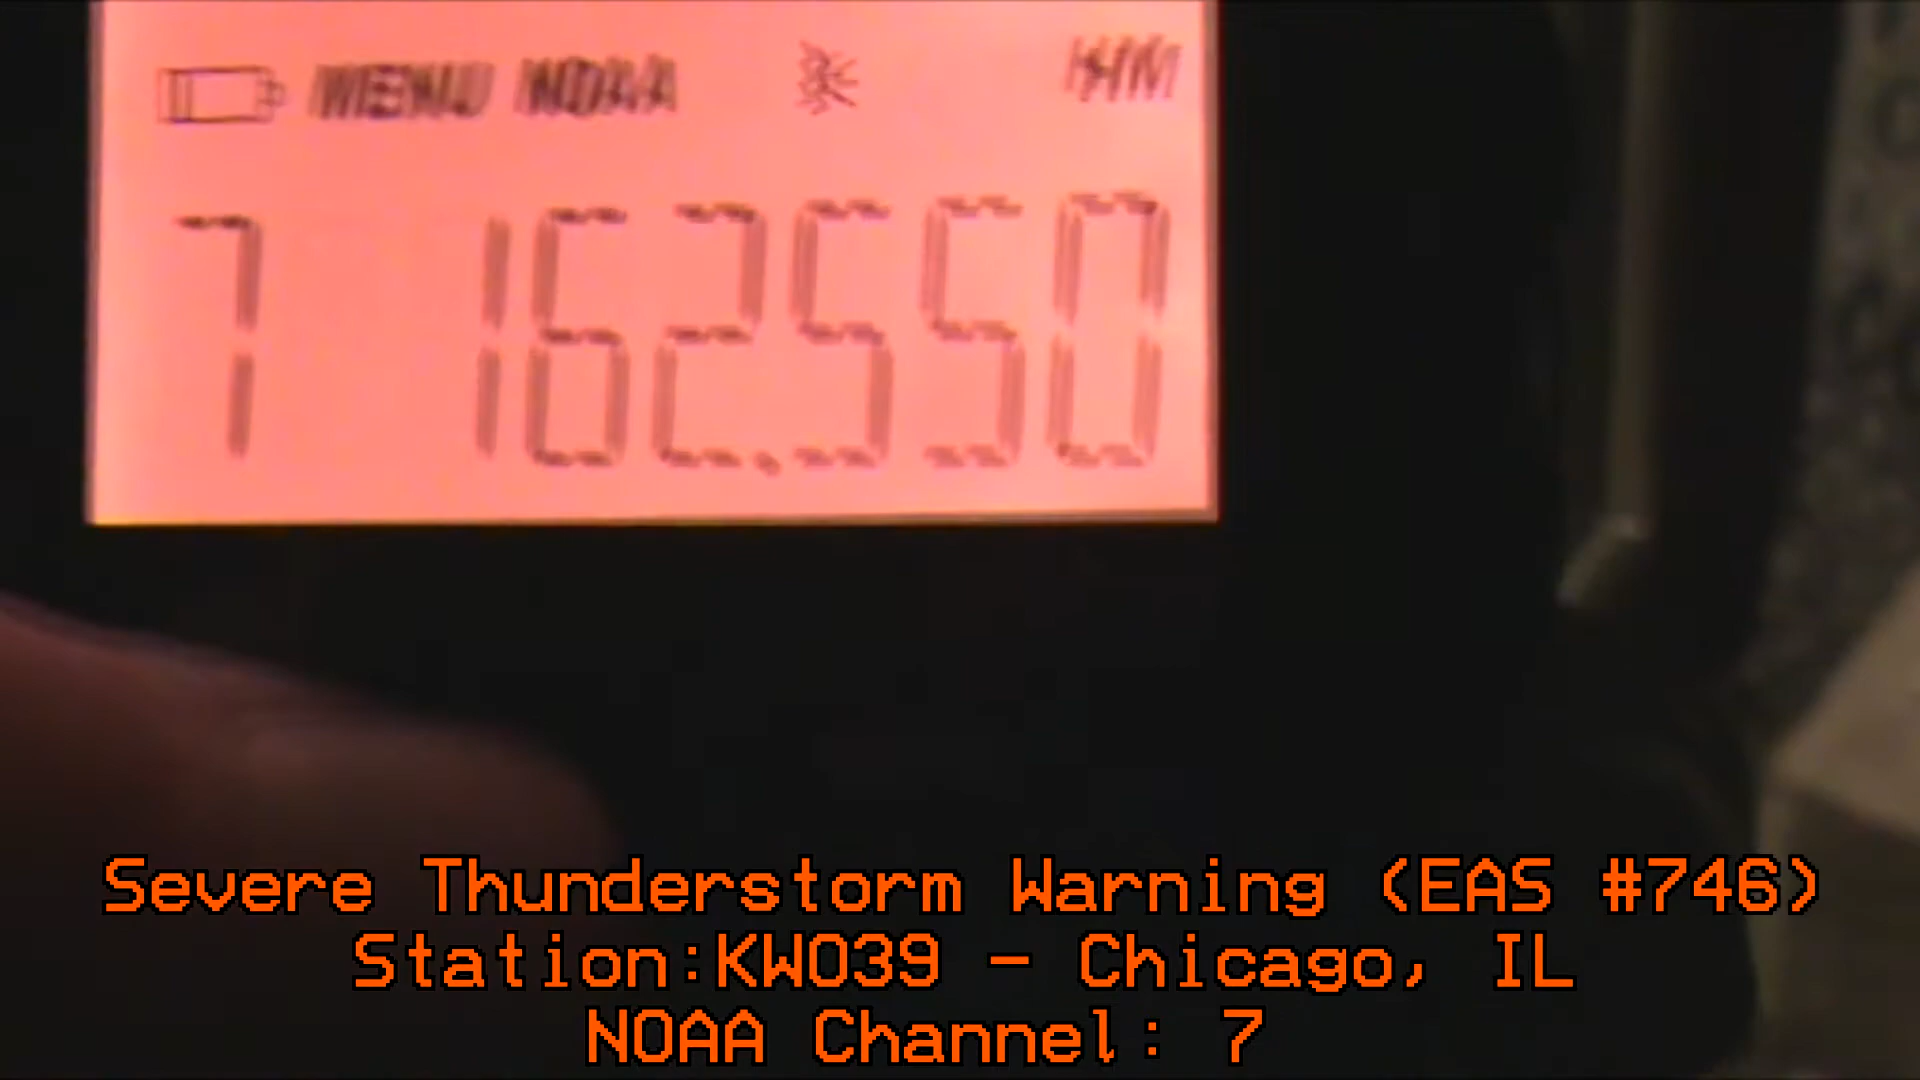 MENU NOAA
7 162.550
Severe Thunderstorm Warning (EAS #746)
Station:KWO39 - Chicago, IL
NOAA Channel: 7